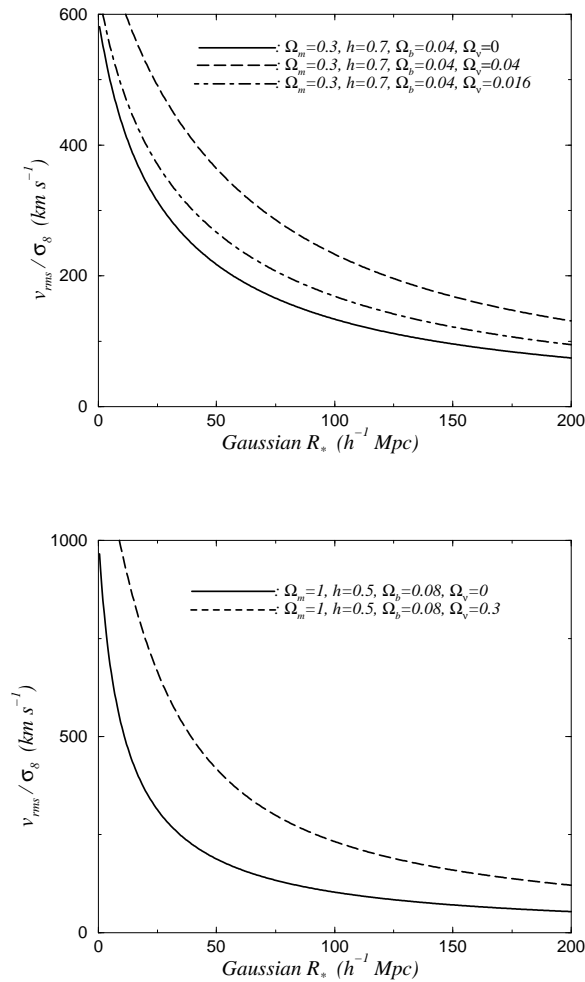 600
400
200
0
v_rms / σ_8 (km s^−1)
: Ω_m=0.3, h=0.7, Ω_b=0.04, Ω_ν=0
: Ω_m=0.3, h=0.7, Ω_b=0.04, Ω_ν=0.04
: Ω_m=0.3, h=0.7, Ω_b=0.04, Ω_ν=0.016
0 50 100 150 200
Gaussian R_* (h^−1 Mpc)
1000
500
0
v_rms / σ_8 (km s^−1)
: Ω_m=1, h=0.5, Ω_b=0.08, Ω_ν=0
: Ω_m=1, h=0.5, Ω_b=0.08, Ω_ν=0.3
0 50 100 150 200
Gaussian R_* (h^−1 Mpc)